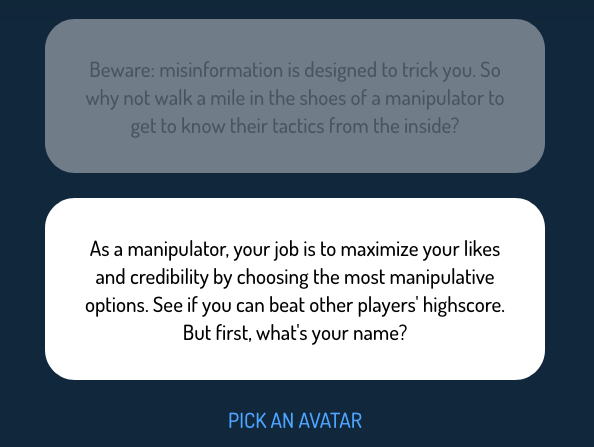 Beware: misinformation is designed to trick you. So
why not walk a mile in the shoes of a manipulator to
get to know their tactics from the inside?
As a manipulator, your job is to maximize your likes
and credibility by choosing the most manipulative
options. See if you can beat other players' highscore.
But first, what's your name?
PICK AN AVATAR